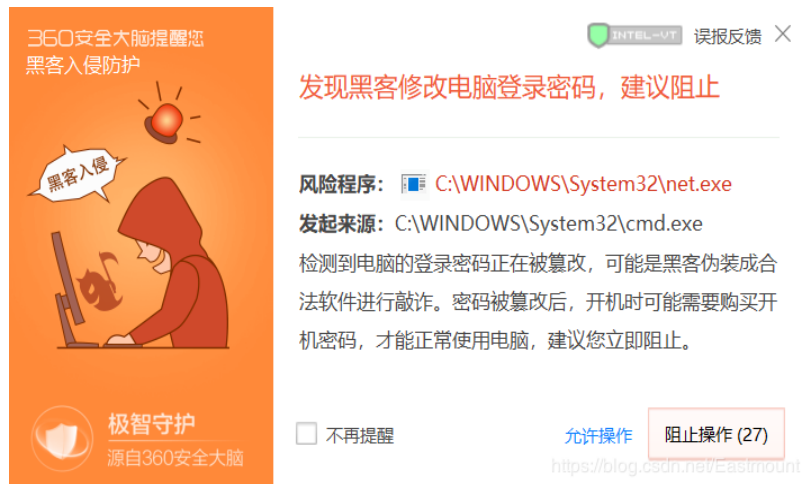 360安全大脑提醒您
黑客入侵防护
INTEL-VT 误报反馈
发现黑客修改电脑登录密码，建议阻止
黑客入侵
风险程序： C:\WINDOWS\System32\net.exe
发起来源：C:\WINDOWS\System32\cmd.exe
检测到电脑的登录密码正在被篡改，可能是黑客伪装成合
法软件进行敲诈。密码被篡改后，开机时可能需要购买开
机密码，才能正常使用电脑，建议您立即阻止。
极智守护
源自360安全大脑
不再提醒 允许操作 阻止操作 (27)
https://blog.csdn.net/Eastmount